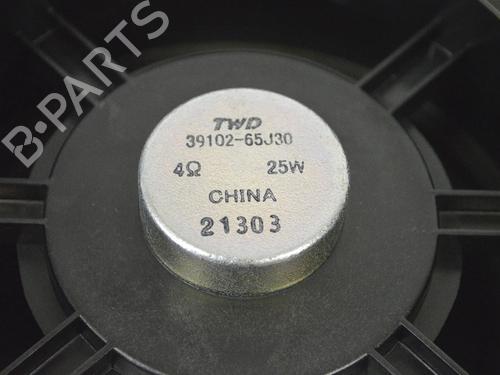 B-PARTS
TWD
39102-65J30
4Ω 25W
CHINA
21303